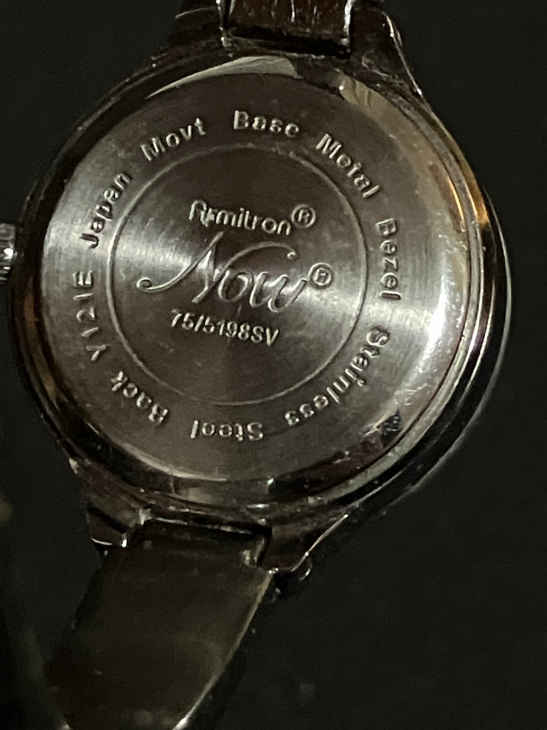 Armitron®
Now®
75/5198SV
Y121E Japan Movt Base Metal Bezel Stainless Steel Back